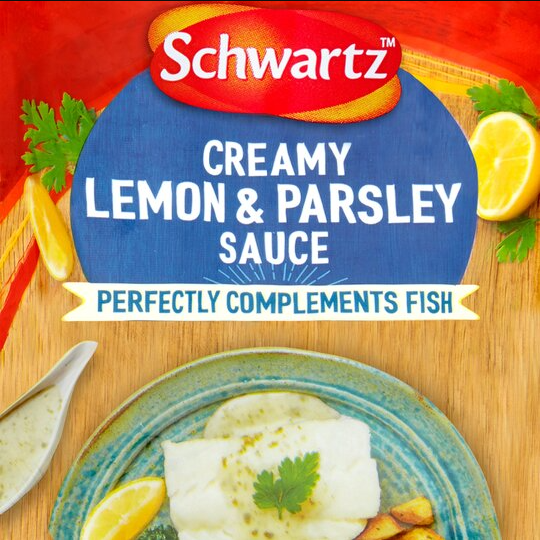 Schwartz™
CREAMY
LEMON & PARSLEY
SAUCE
PERFECTLY COMPLEMENTS FISH